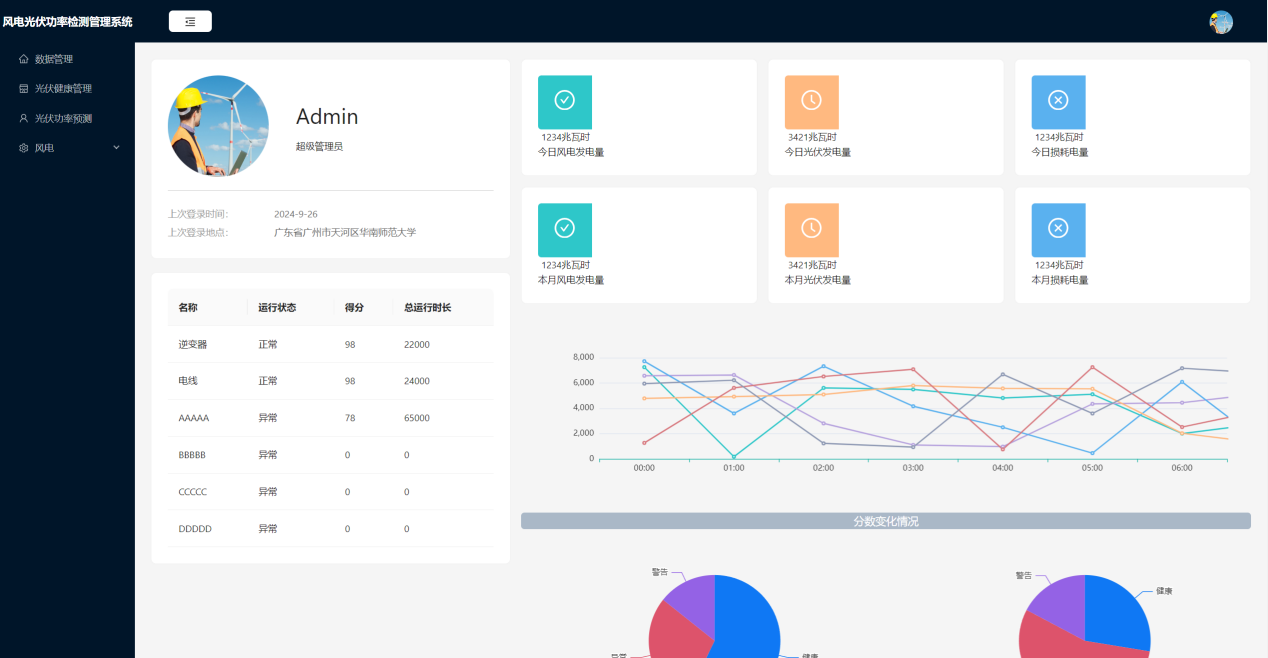 风电光伏功率检测管理系统
数据管理
光伏健康管理
光伏功率预测
风电
Admin
超级管理员
上次登录时间: 2024-9-26
上次登录地点: 广东省广州市天河区华南师范大学
1234兆瓦时
今日风电发电量
3421兆瓦时
今日光伏发电量
1234兆瓦时
今日损耗电量
1234兆瓦时
本月风电发电量
3421兆瓦时
本月光伏发电量
1234兆瓦时
本月损耗电量
名称 运行状态 得分 总运行时长
逆变器 正常 98 22000
电线 正常 98 24000
AAAAA 异常 78 65000
BBBBB 异常 0 0
CCCCC 异常 0 0
DDDDD 异常 0 0
8,000
6,000
4,000
2,000
0
00:00 01:00 02:00 03:00 04:00 05:00 06:00
分数变化情况
警告
异常
健康
警告
健康